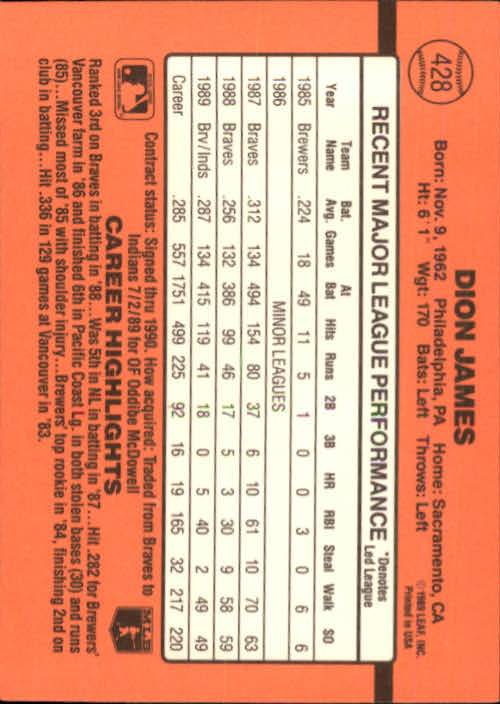 428
DION JAMES
Born: Nov. 9, 1962 Philadelphia, PA Home: Sacramento, CA
Ht: 6'1" Wgt: 170 Bats: Left Throws: Left
©1989 LEAF, INC.
Printed in USA
RECENT MAJOR LEAGUE PERFORMANCE *Denotes Led League
Year Team Name Bat. Avg. Games At Bat Hits Runs 2B 3B HR RBI Steal Walk SO
1985 Brewers .224 18 49 11 5 1 0 0 3 0 6 6
1986 MINOR LEAGUES
1987 Braves .312 134 494 154 80 37 6 10 61 10 70 63
1988 Braves .256 132 386 99 46 17 5 3 30 9 58 59
1989 Brv/Inds .287 134 415 119 41 18 0 5 40 2 49 49
Career .285 557 1751 499 225 92 16 19 165 32 217 220
Contract status: Signed thru 1990. How acquired: Traded from Braves to
Indians 7/2/89 for OF Oddibe McDowell
CAREER HIGHLIGHTS
Ranked 3rd on Braves in batting in '88...Was 5th in NL in batting in '87...Hit .282 for Brewers'
Vancouver farm in '86 and finished 6th in Pacific Coast Lg. in both stolen bases (30) and runs
(85)...Missed most of '85 with shoulder injury...Brewers' top rookie in '84, finishing 2nd on
club in batting...Hit .336 in 129 games at Vancouver in '83.